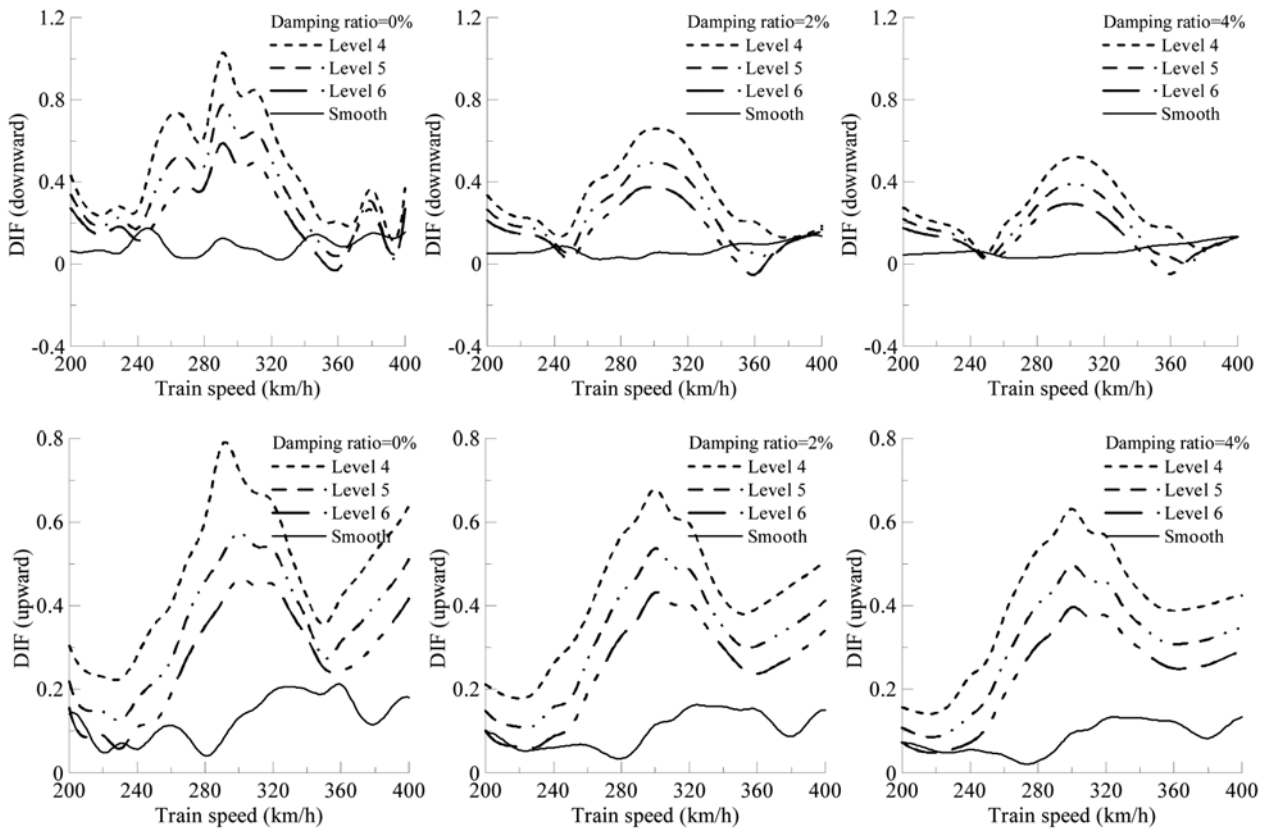 DIF (downward)
1.2
0.8
0.4
0
-0.4
Damping ratio=0%
Level 4
Level 5
Level 6
Smooth
200 240 280 320 360 400
Train speed (km/h)
DIF (downward)
1.2
0.8
0.4
0
-0.4
Damping ratio=2%
Level 4
Level 5
Level 6
Smooth
200 240 280 320 360 400
Train speed (km/h)
DIF (downward)
1.2
0.8
0.4
0
-0.4
Damping ratio=4%
Level 4
Level 5
Level 6
Smooth
200 240 280 320 360 400
Train speed (km/h)
DIF (upward)
0.8
0.6
0.4
0.2
0
Damping ratio=0%
Level 4
Level 5
Level 6
Smooth
200 240 280 320 360 400
Train speed (km/h)
DIF (upward)
0.8
0.6
0.4
0.2
0
Damping ratio=2%
Level 4
Level 5
Level 6
Smooth
200 240 280 320 360 400
Train speed (km/h)
DIF (upward)
0.8
0.6
0.4
0.2
0
Damping ratio=4%
Level 4
Level 5
Level 6
Smooth
200 240 280 320 360 400
Train speed (km/h)